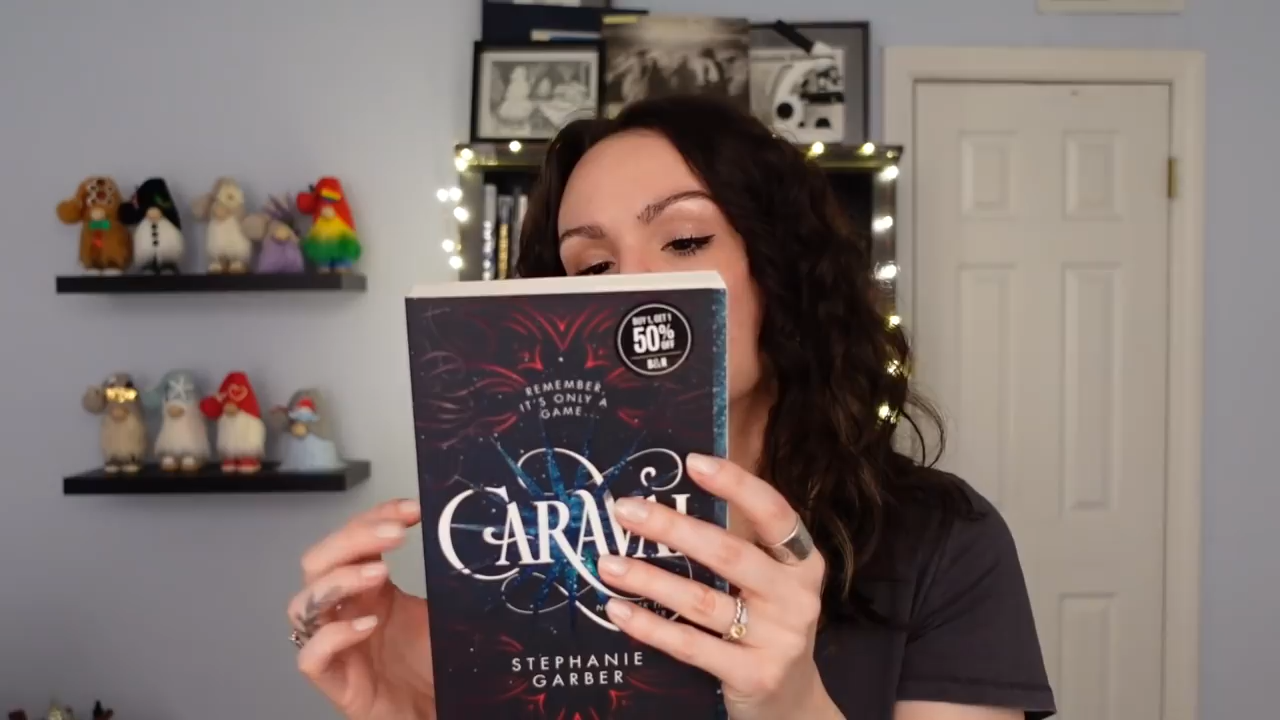 BUY 1, GET 1
50%
OFF
B&N
REMEMBER,
IT'S ONLY A
GAME...
CARAVAL
STEPHANIE
GARBER